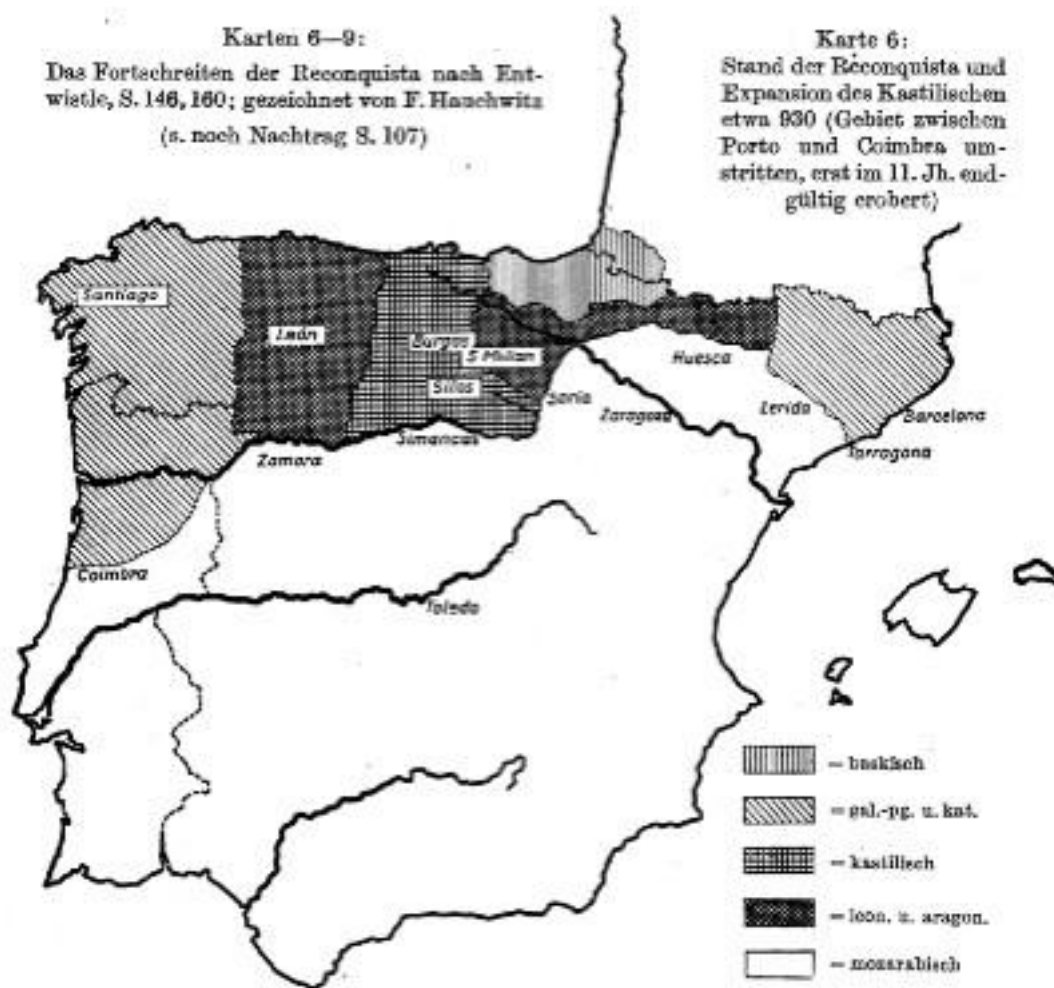 Karten 6—9:
Das Fortschreiten der Reconquista nach Ent-
wistle, S. 146, 160; gezeichnet von F. Hauchwitz
(s. noch Nachtrag S. 107)
Karte 6:
Stand der Reconquista und
Expansion des Kastilischen
etwa 930 (Gebiet zwischen
Porto und Coimbra um-
stritten, erst im 11. Jh. end-
gültig erobert)
Santiago
León
Burgos
S Millan
Silos
Soria
Huesca
Zaragoza
Lerida
Barcelona
Tarragona
Simancas
Zamora
Coimbra
Toledo
= baskisch
= gal.-pg. u. kat.
= kastilisch
= leon. u. aragon.
= mozarabisch